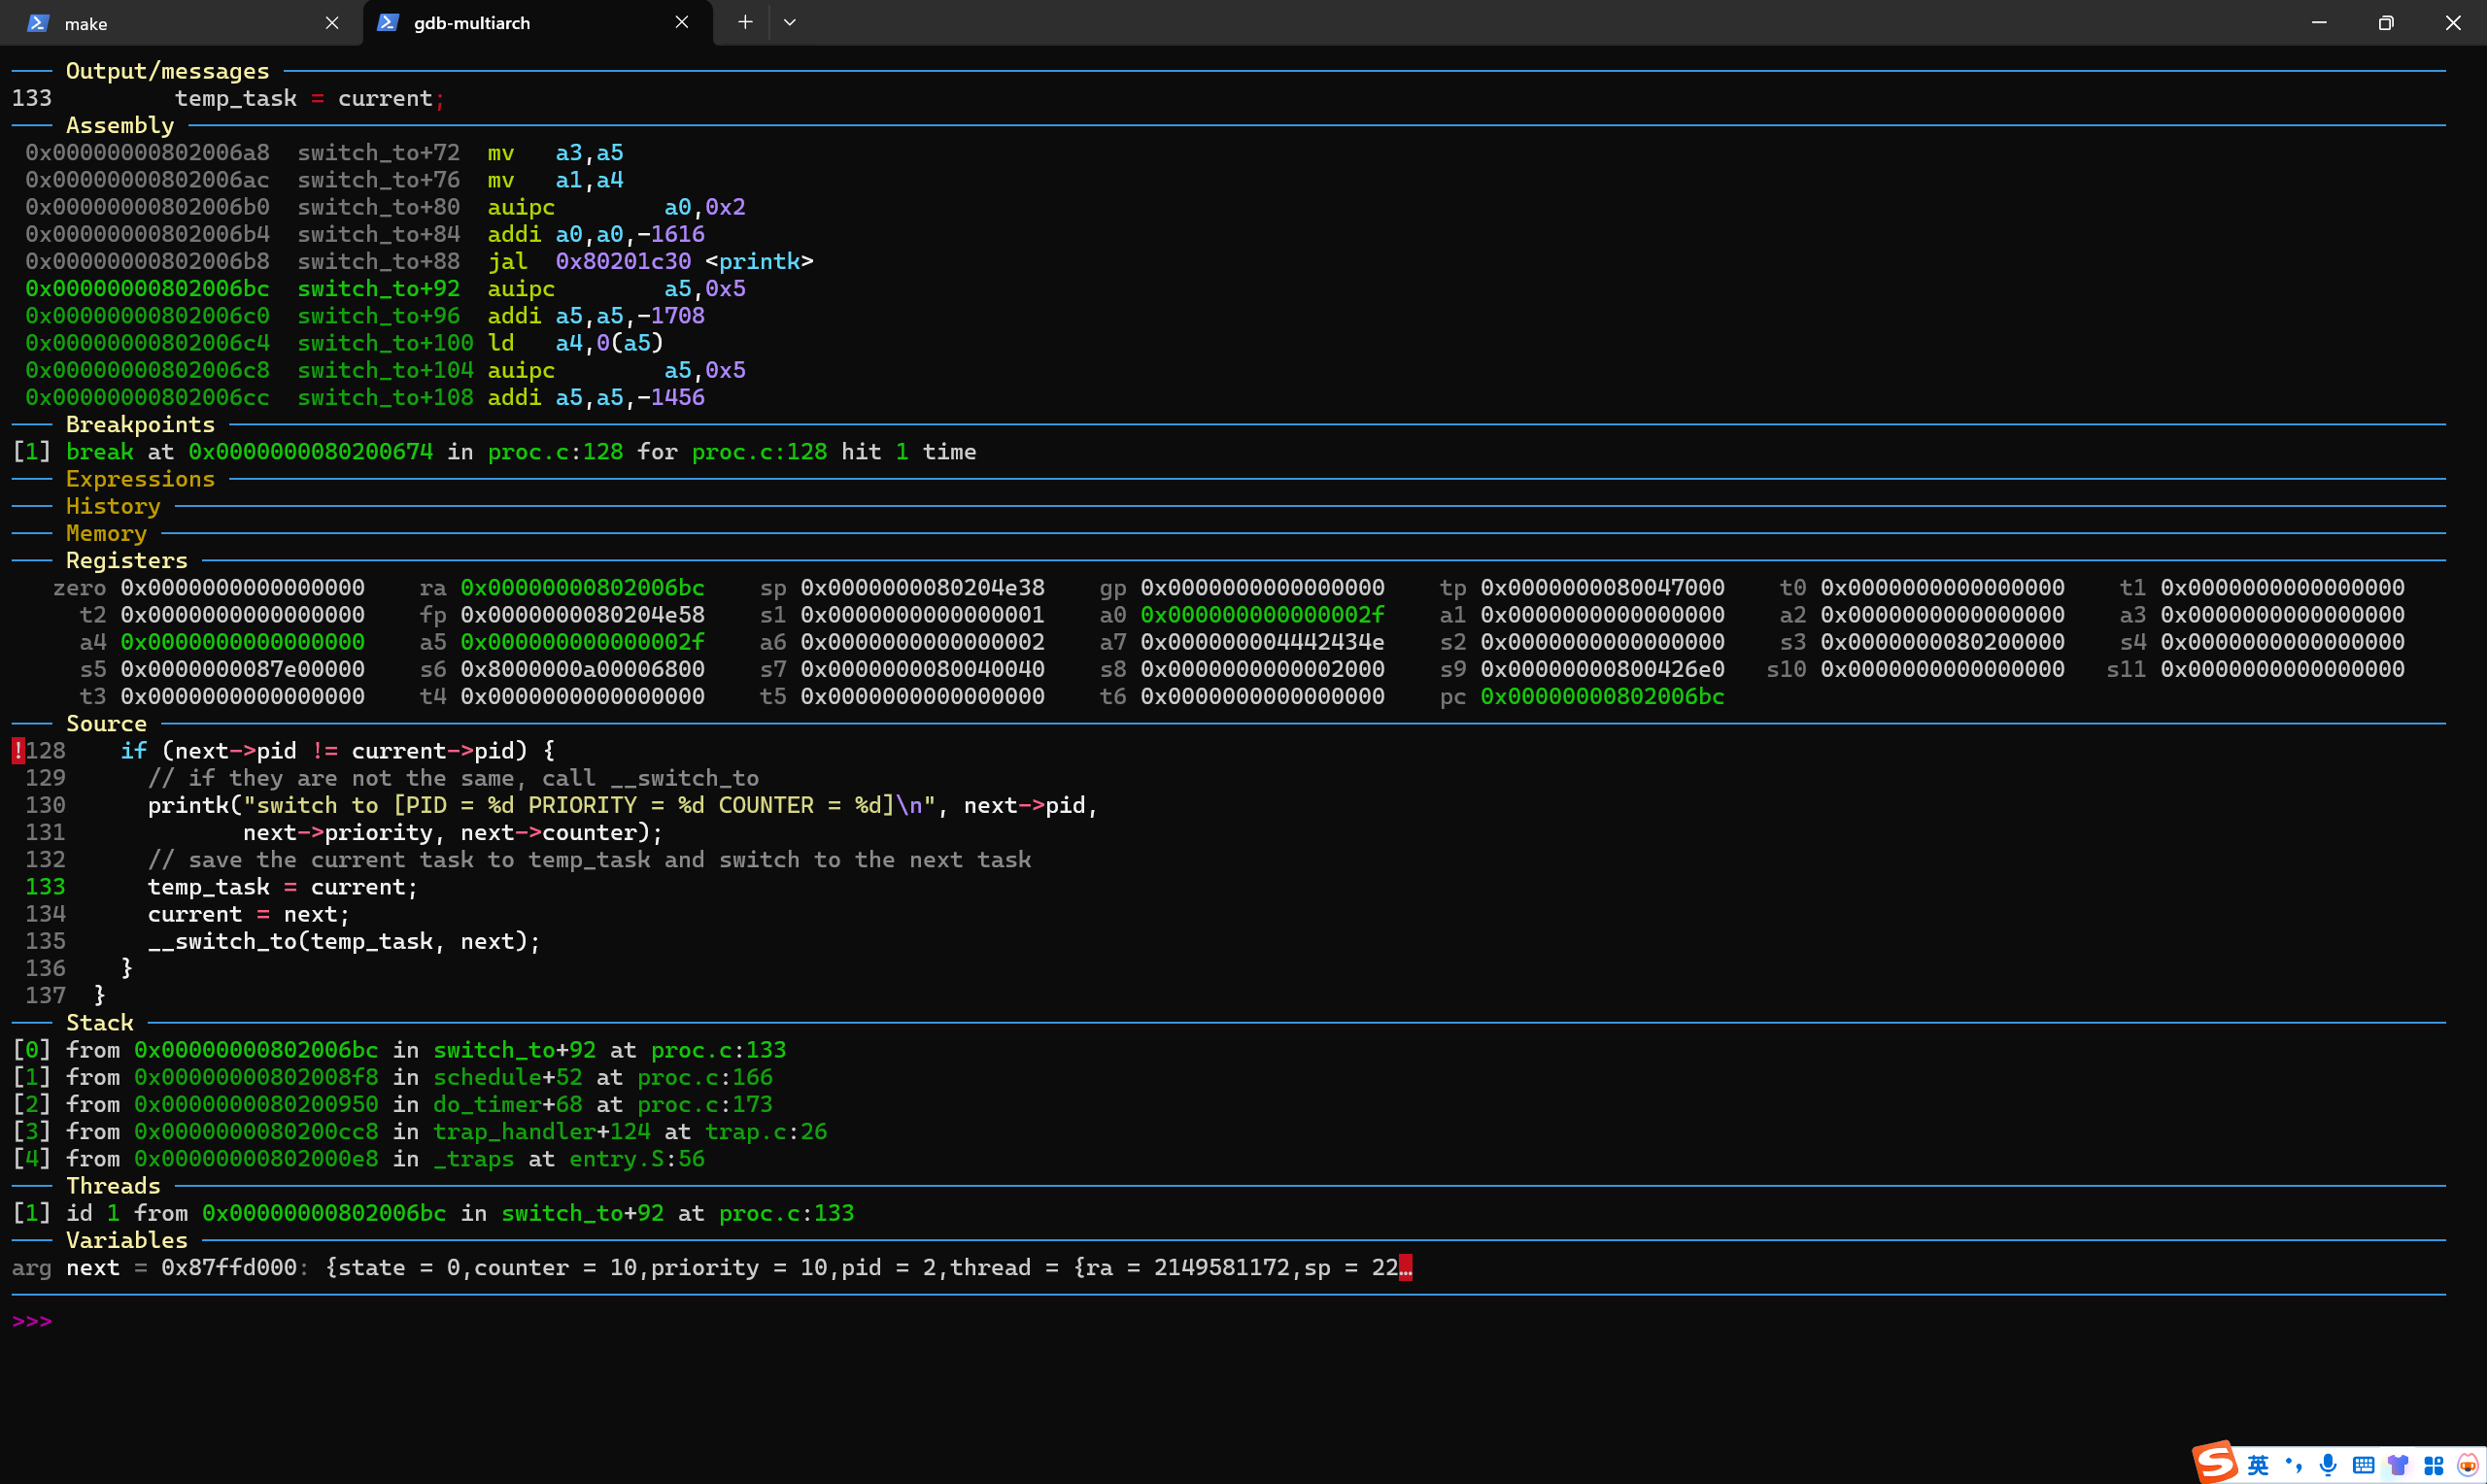 make
gdb-multiarch
Output/messages
133         temp_task = current;
Assembly
0x00000000802006a8  switch_to+72  mv   a3,a5
0x00000000802006ac  switch_to+76  mv   a1,a4
0x00000000802006b0  switch_to+80  auipc        a0,0x2
0x00000000802006b4  switch_to+84  addi a0,a0,-1616
0x00000000802006b8  switch_to+88  jal  0x80201c30 <printk>
0x00000000802006bc  switch_to+92  auipc        a5,0x5
0x00000000802006c0  switch_to+96  addi a5,a5,-1708
0x00000000802006c4  switch_to+100 ld   a4,0(a5)
0x00000000802006c8  switch_to+104 auipc        a5,0x5
0x00000000802006cc  switch_to+108 addi a5,a5,-1456
Breakpoints
[1] break at 0x0000000080200674 in proc.c:128 for proc.c:128 hit 1 time
Expressions
History
Memory
Registers
zero 0x0000000000000000    ra 0x00000000802006bc    sp 0x0000000080204e38    gp 0x0000000000000000    tp 0x0000000080047000    t0 0x0000000000000000    t1 0x0000000000000000
t2 0x0000000000000000    fp 0x0000000080204e58    s1 0x0000000000000001    a0 0x000000000000002f    a1 0x0000000000000000    a2 0x0000000000000000    a3 0x0000000000000000
a4 0x0000000000000000    a5 0x000000000000002f    a6 0x0000000000000002    a7 0x000000004442434e    s2 0x0000000000000000    s3 0x0000000080200000    s4 0x0000000000000000
s5 0x0000000087e00000    s6 0x8000000a00006800    s7 0x0000000080040040    s8 0x0000000000002000    s9 0x00000000800426e0   s10 0x0000000000000000   s11 0x0000000000000000
t3 0x0000000000000000    t4 0x0000000000000000    t5 0x0000000000000000    t6 0x0000000000000000    pc 0x00000000802006bc
Source
!128    if (next->pid != current->pid) {
129      // if they are not the same, call __switch_to
130      printk("switch to [PID = %d PRIORITY = %d COUNTER = %d]\n", next->pid,
131             next->priority, next->counter);
132      // save the current task to temp_task and switch to the next task
133      temp_task = current;
134      current = next;
135      __switch_to(temp_task, next);
136    }
137  }
Stack
[0] from 0x00000000802006bc in switch_to+92 at proc.c:133
[1] from 0x00000000802008f8 in schedule+52 at proc.c:166
[2] from 0x0000000080200950 in do_timer+68 at proc.c:173
[3] from 0x0000000080200cc8 in trap_handler+124 at trap.c:26
[4] from 0x00000000802000e8 in _traps at entry.S:56
Threads
[1] id 1 from 0x00000000802006bc in switch_to+92 at proc.c:133
Variables
arg next = 0x87ffd000: {state = 0,counter = 10,priority = 10,pid = 2,thread = {ra = 2149581172,sp = 22…
>>>
英